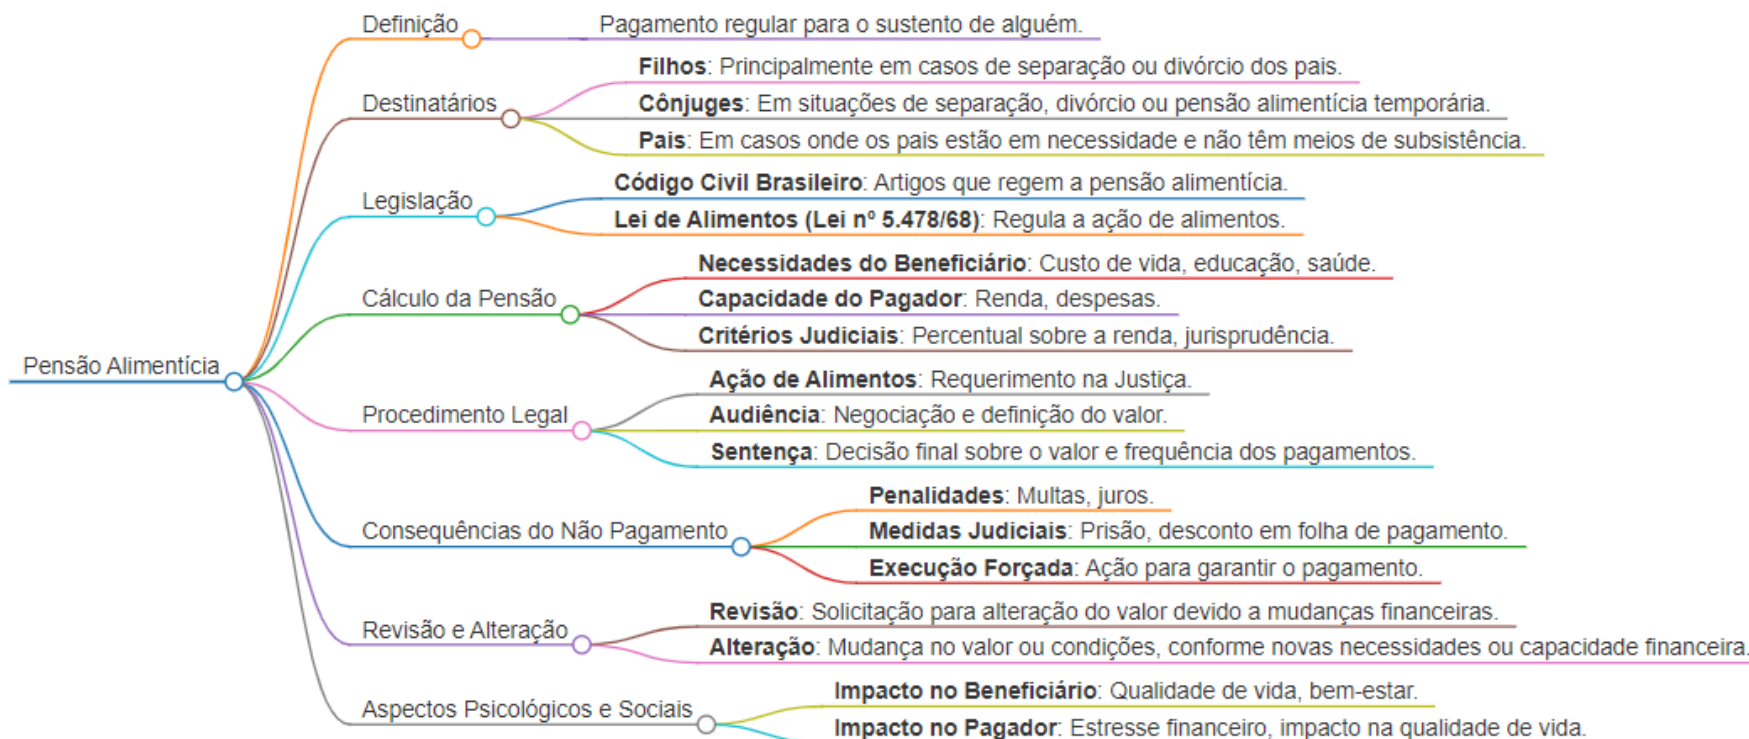 Pensão Alimentícia
Definição
Pagamento regular para o sustento de alguém.
Destinatários
Filhos: Principalmente em casos de separação ou divórcio dos pais.
Cônjuges: Em situações de separação, divórcio ou pensão alimentícia temporária.
Pais: Em casos onde os pais estão em necessidade e não têm meios de subsistência.
Legislação
Código Civil Brasileiro: Artigos que regem a pensão alimentícia.
Lei de Alimentos (Lei nº 5.478/68): Regula a ação de alimentos.
Cálculo da Pensão
Necessidades do Beneficiário: Custo de vida, educação, saúde.
Capacidade do Pagador: Renda, despesas.
Critérios Judiciais: Percentual sobre a renda, jurisprudência.
Procedimento Legal
Ação de Alimentos: Requerimento na Justiça.
Audiência: Negociação e definição do valor.
Sentença: Decisão final sobre o valor e frequência dos pagamentos.
Consequências do Não Pagamento
Penalidades: Multas, juros.
Medidas Judiciais: Prisão, desconto em folha de pagamento.
Execução Forçada: Ação para garantir o pagamento.
Revisão e Alteração
Revisão: Solicitação para alteração do valor devido a mudanças financeiras.
Alteração: Mudança no valor ou condições, conforme novas necessidades ou capacidade financeira.
Aspectos Psicológicos e Sociais
Impacto no Beneficiário: Qualidade de vida, bem-estar.
Impacto no Pagador: Estresse financeiro, impacto na qualidade de vida.